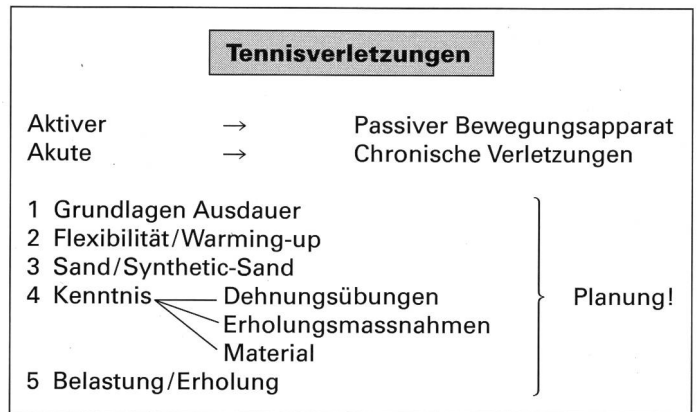 Tennisverletzungen
Aktiver → Passiver Bewegungsapparat
Akute → Chronische Verletzungen
1 Grundlagen Ausdauer
2 Flexibilität/Warming-up
3 Sand/Synthetic-Sand
4 Kenntnis Dehnungsübungen
Erholungsmassnahmen
Material
5 Belastung/Erholung
Planung!